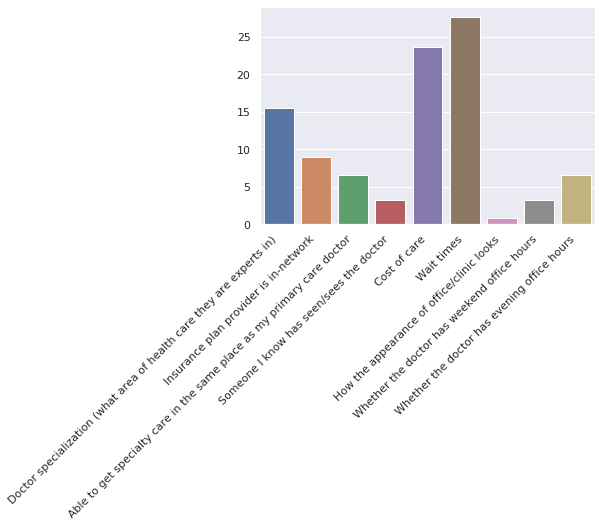 25
20
15
10
5
0
Doctor specialization (what area of health care they are experts in)
Insurance plan provider is in-network
Able to get specialty care in the same place as my primary care doctor
Someone I know has seen/sees the doctor
Cost of care
Wait times
How the appearance of office/clinic looks
Whether the doctor has weekend office hours
Whether the doctor has evening office hours